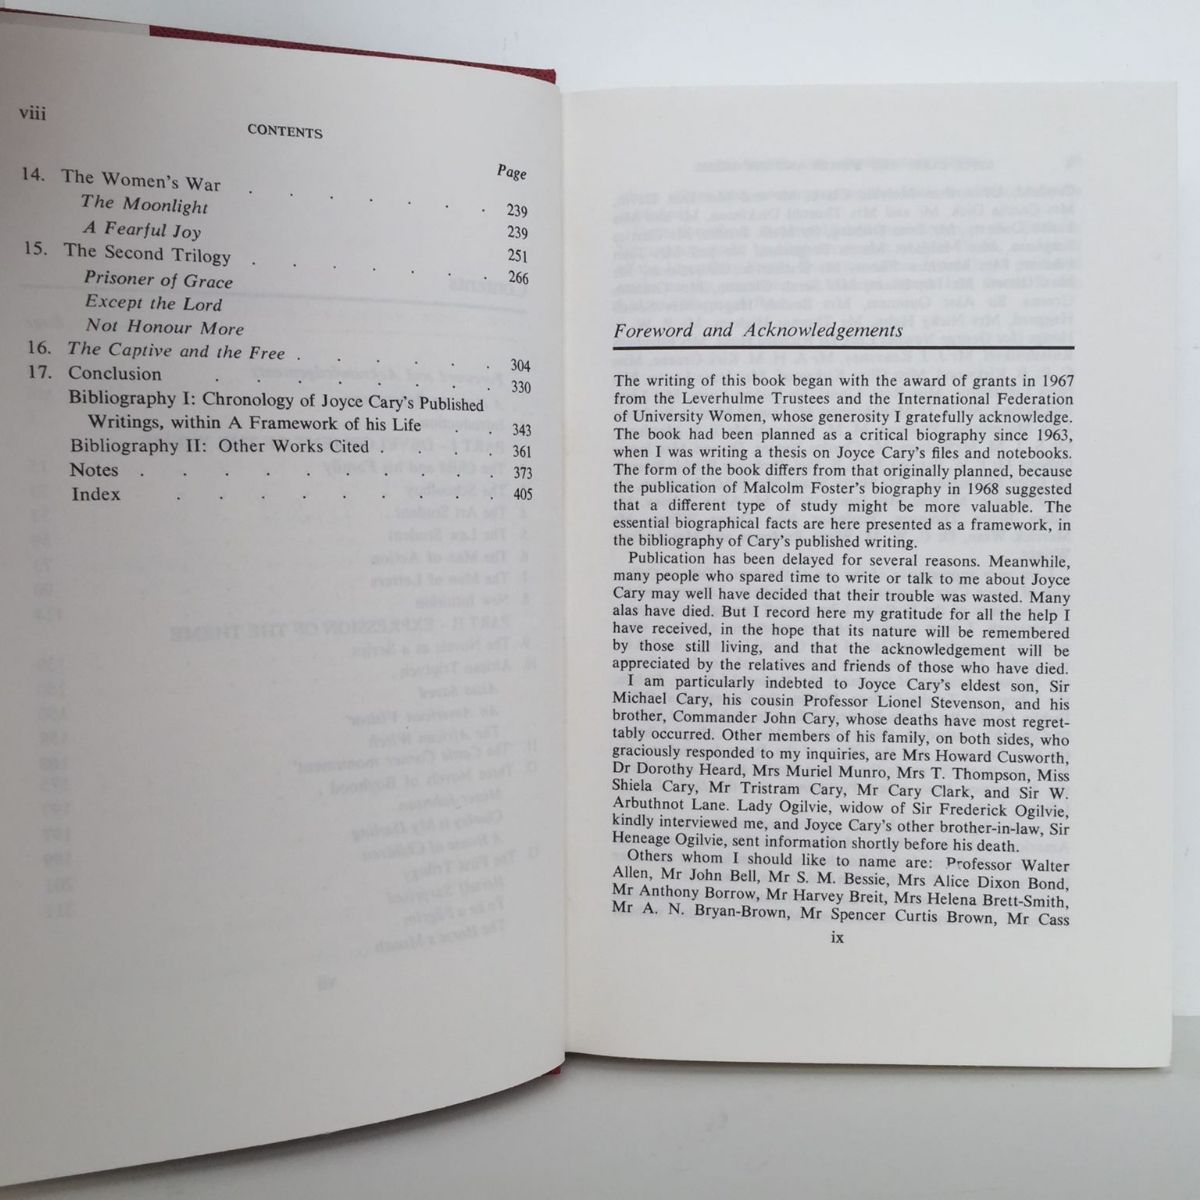 viii
CONTENTS
Page
14. The Women's War . . . . . . . 239
The Moonlight 239
A Fearful Joy 251
15. The Second Trilogy . . . . . . . 266
Prisoner of Grace
Except the Lord
Not Honour More
16. The Captive and the Free . . . . . . 304
17. Conclusion . . . . . . . . 330
Bibliography I: Chronology of Joyce Cary's Published
Writings, within A Framework of his Life . . 343
Bibliography II: Other Works Cited . . . . 361
Notes . . . . . . . . . . 373
Index . . . . . . . . . 405
Foreword and Acknowledgements
The writing of this book began with the award of grants in 1967
from the Leverhulme Trustees and the International Federation
of University Women, whose generosity I gratefully acknowledge.
The book had been planned as a critical biography since 1963,
when I was writing a thesis on Joyce Cary's files and notebooks.
The form of the book differs from that originally planned, because
the publication of Malcolm Foster's biography in 1968 suggested
that a different type of study might be more valuable. The
essential biographical facts are here presented as a framework, in
the bibliography of Cary's published writing.
Publication has been delayed for several reasons. Meanwhile,
many people who spared time to write or talk to me about Joyce
Cary may well have decided that their trouble was wasted. Many
alas have died. But I record here my gratitude for all the help I
have received, in the hope that its nature will be remembered
by those still living, and that the acknowledgement will be
appreciated by the relatives and friends of those who have died.
I am particularly indebted to Joyce Cary's eldest son, Sir
Michael Cary, his cousin Professor Lionel Stevenson, and his
brother, Commander John Cary, whose deaths have most regret-
tably occurred. Other members of his family, on both sides, who
graciously responded to my inquiries, are Mrs Howard Cusworth,
Dr Dorothy Heard, Mrs Muriel Munro, Mrs T. Thompson, Miss
Shiela Cary, Mr Tristram Cary, Mr Cary Clark, and Sir W.
Arbuthnot Lane. Lady Ogilvie, widow of Sir Frederick Ogilvie,
kindly interviewed me, and Joyce Cary's other brother-in-law, Sir
Heneage Ogilvie, sent information shortly before his death.
Others whom I should like to name are: Professor Walter
Allen, Mr John Bell, Mr S. M. Bessie, Mrs Alice Dixon Bond,
Mr Anthony Borrow, Mr Harvey Breit, Mrs Helena Brett-Smith,
Mr A. N. Bryan-Brown, Mr Spencer Curtis Brown, Mr Cass
ix